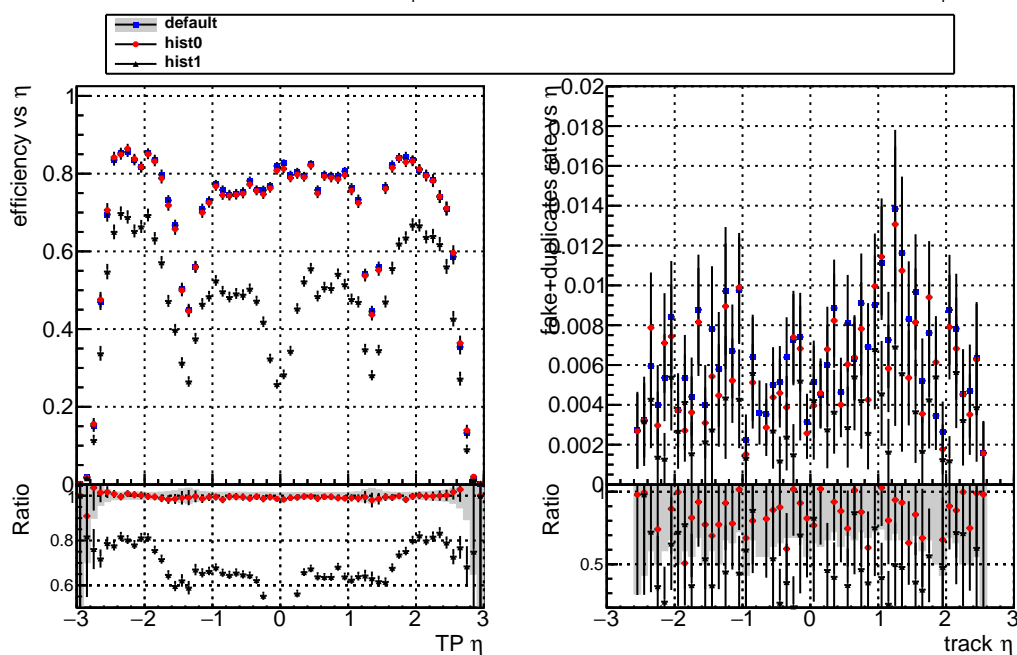 default
hist0
hist1
efficiency vs η
1
0.8
0.6
0.4
0.2
0
Ratio
1
0.8
0.6
−3 −2 −1 0 1 2 3
TP η
fake+duplicates rate vs η
0.02
0.018
0.016
0.014
0.012
0.01
0.008
0.006
0.004
0.002
0
Ratio
0.5
−3 −2 −1 0 1 2 3
track η